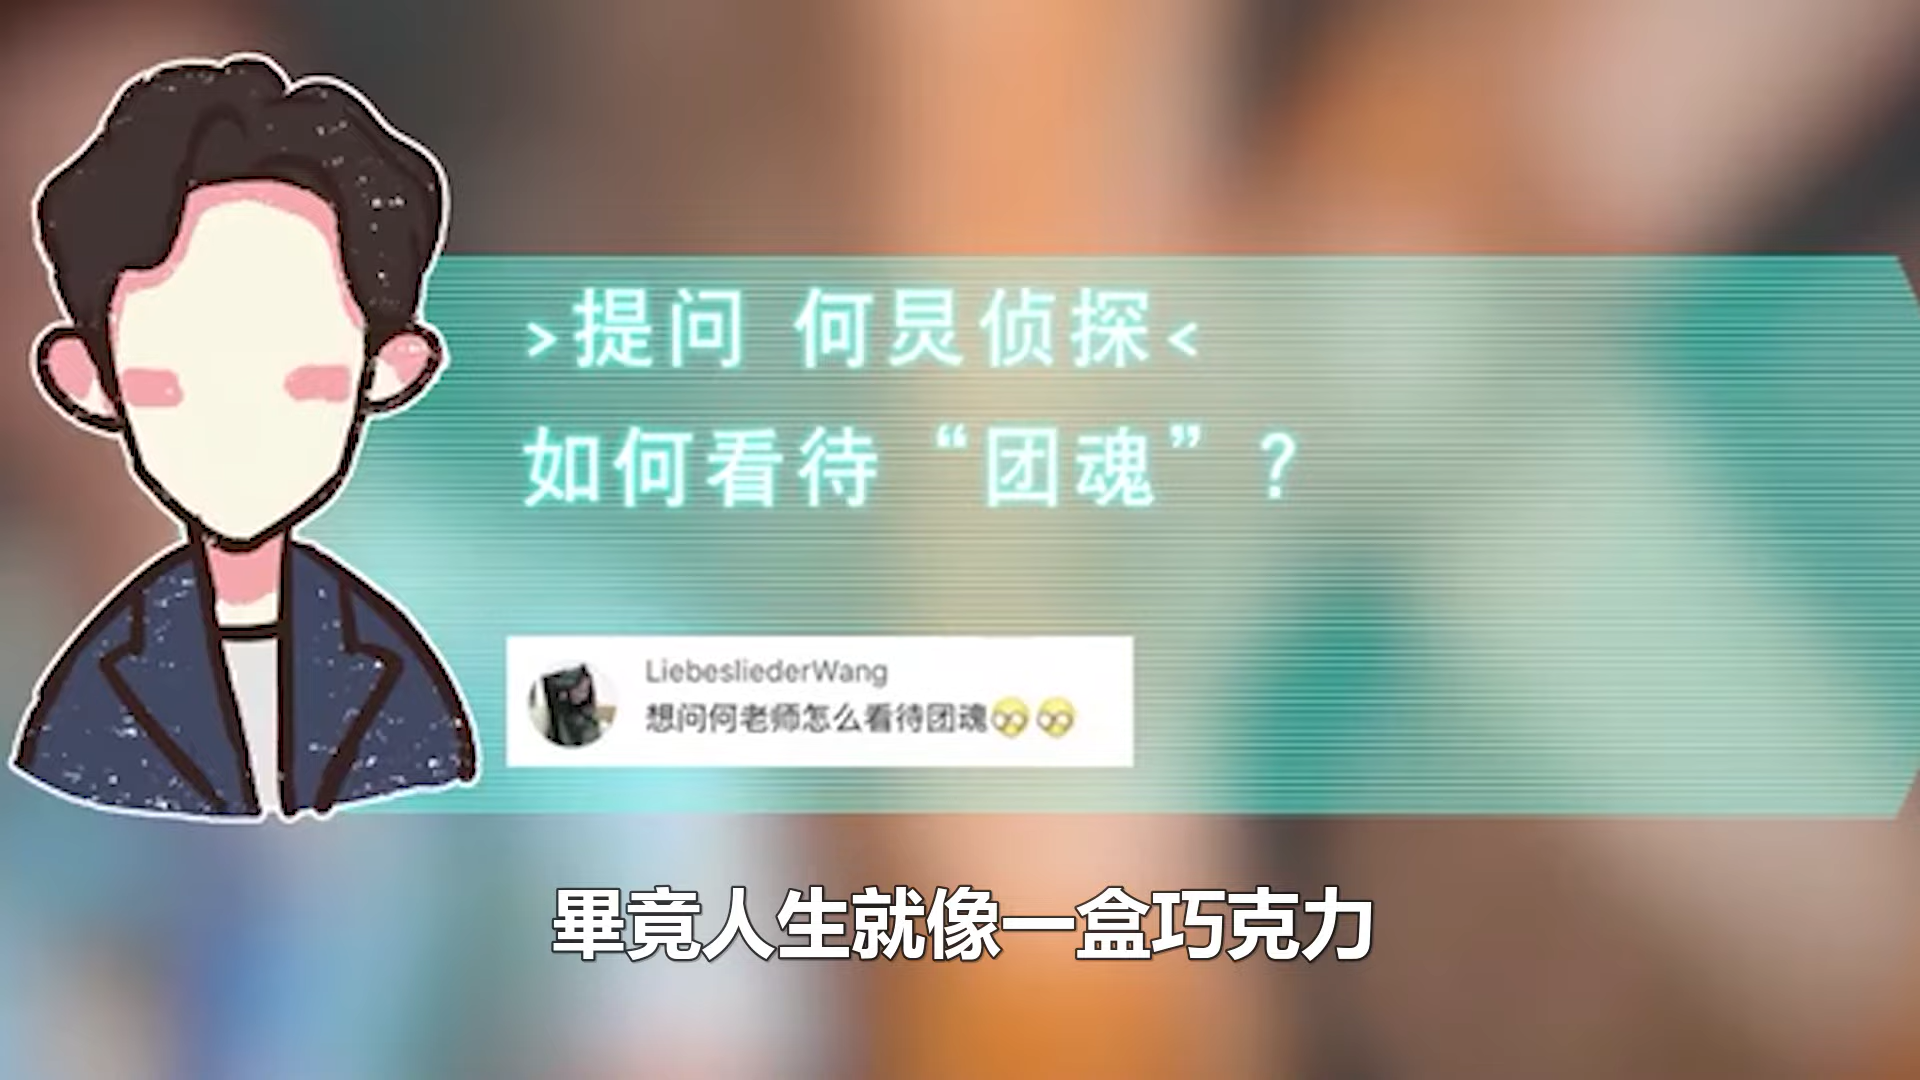 >提问 何炅侦探<
如何看待“团魂”？
LiebesliederWang
想问何老师怎么看待团魂
畢竟人生就像一盒巧克力